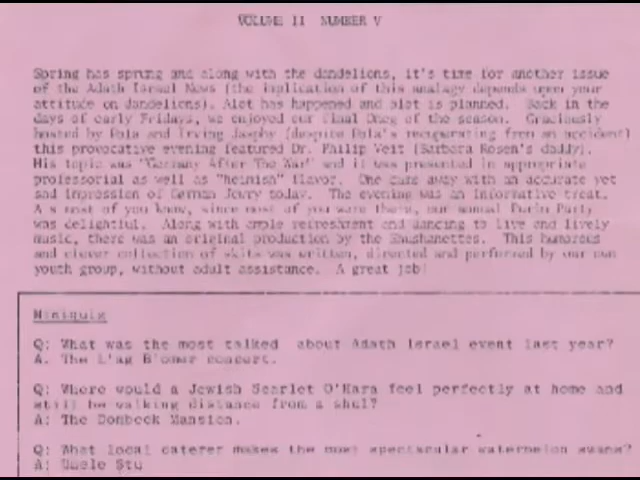 VOLUME II NUMBER V
Spring has sprung and along with the dandelions, it's time for another issue
of the Adath Israel News (the implication of this analogy depends upon your
attitude on dandelions). Alot has happened and alot is planned. Back in the
days of early Fridays, we enjoyed our final Oneg of the season. Graciously
hosted by Pola and Irving (despite Pola's recuperating from an accident)
this provocative evening featured Dr. Philip Veit (Barbara Rosen's daddy).
His topic was "Germany After The War" and it was presented in appropriate
professorial as well as "heimish" flavor. One came away with an accurate yet
sad impression of German Jewry today. The evening was an informative treat.
As most of you know, since most of you were there, our annual Purim Party
was delightful. Along with ample refreshment and dancing to live and lively
music, there was an original production by the Shushanettes. This humorous
and clever collection of skits was written, directed and performed by our own
youth group, without adult assistance. A great job!
Miniquiz
Q: What was the most talked about Adath Israel event last year?
A. The L'ag B'omer concert.
Q: Where would a Jewish Scarlet O'Hara feel perfectly at home and
still be walking distance from a shul?
A: The Donbeck Mansion.
Q: What local caterer makes the most spectacular watermelon swans?
A: Uncle Stu